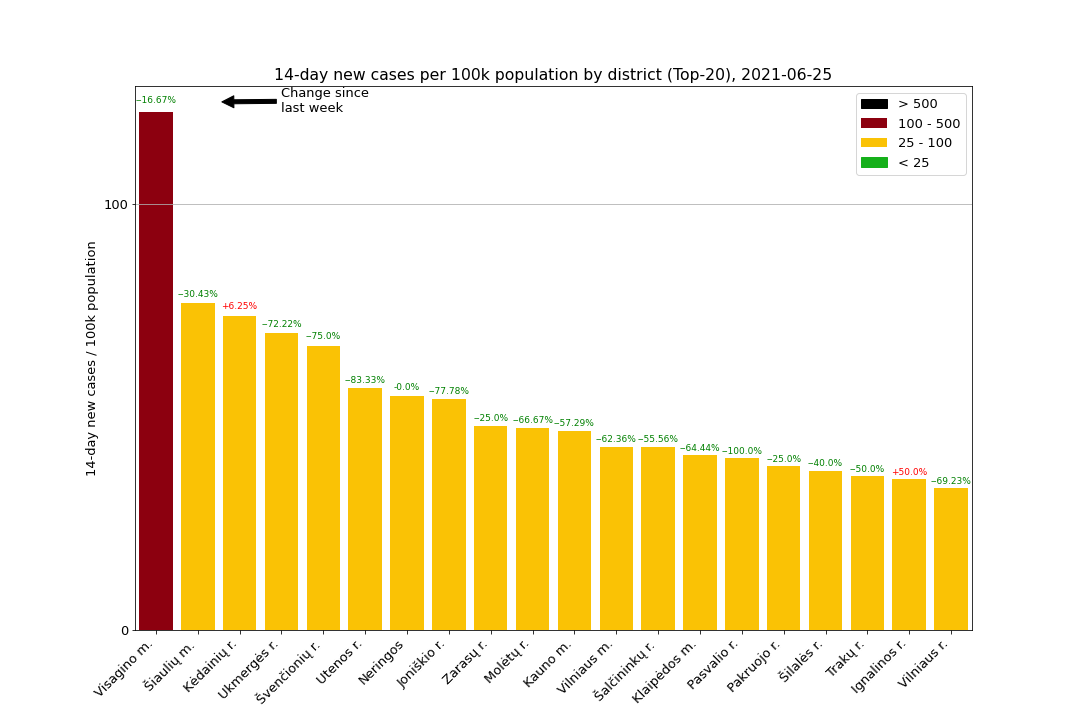 14-day new cases per 100k population by district (Top-20), 2021-06-25
−16.67%
Change since
last week
> 500
100 - 500
25 - 100
< 25
100
0
14-day new cases / 100k population
−30.43%
+6.25%
−72.22%
−75.0%
−83.33%
-0.0%
−77.78%
−25.0%
−66.67%
−57.29%
−62.36%
−55.56%
−64.44%
−100.0%
−25.0%
−40.0%
−50.0%
+50.0%
−69.23%
Visagino m.
Šiaulių m.
Kėdainių r.
Ukmergės r.
Švenčionių r.
Utenos r.
Neringos
Joniškio r.
Zarasų r.
Molėtų r.
Kauno m.
Vilniaus m.
Šalčininkų r.
Klaipėdos m.
Pasvalio r.
Pakruojo r.
Šilalės r.
Trakų r.
Ignalinos r.
Vilniaus r.